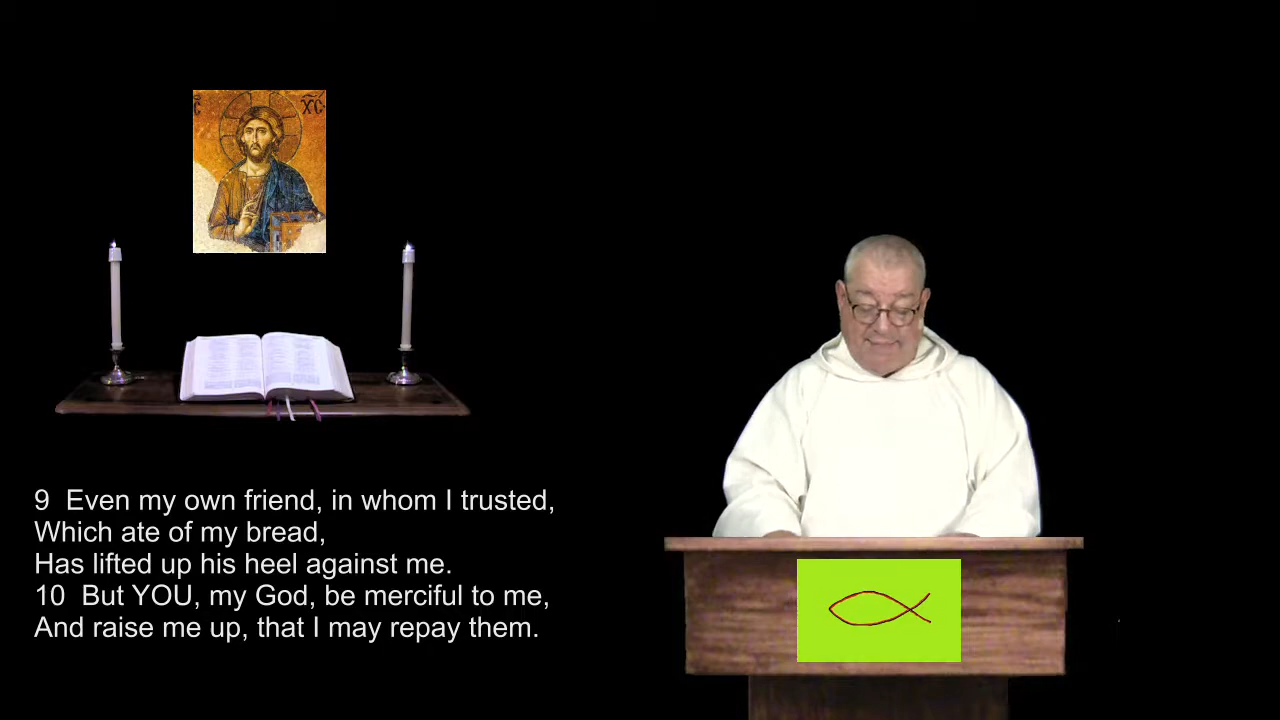 ΧC
9 Even my own friend, in whom I trusted,
Which ate of my bread,
Has lifted up his heel against me.
10 But YOU, my God, be merciful to me,
And raise me up, that I may repay them.